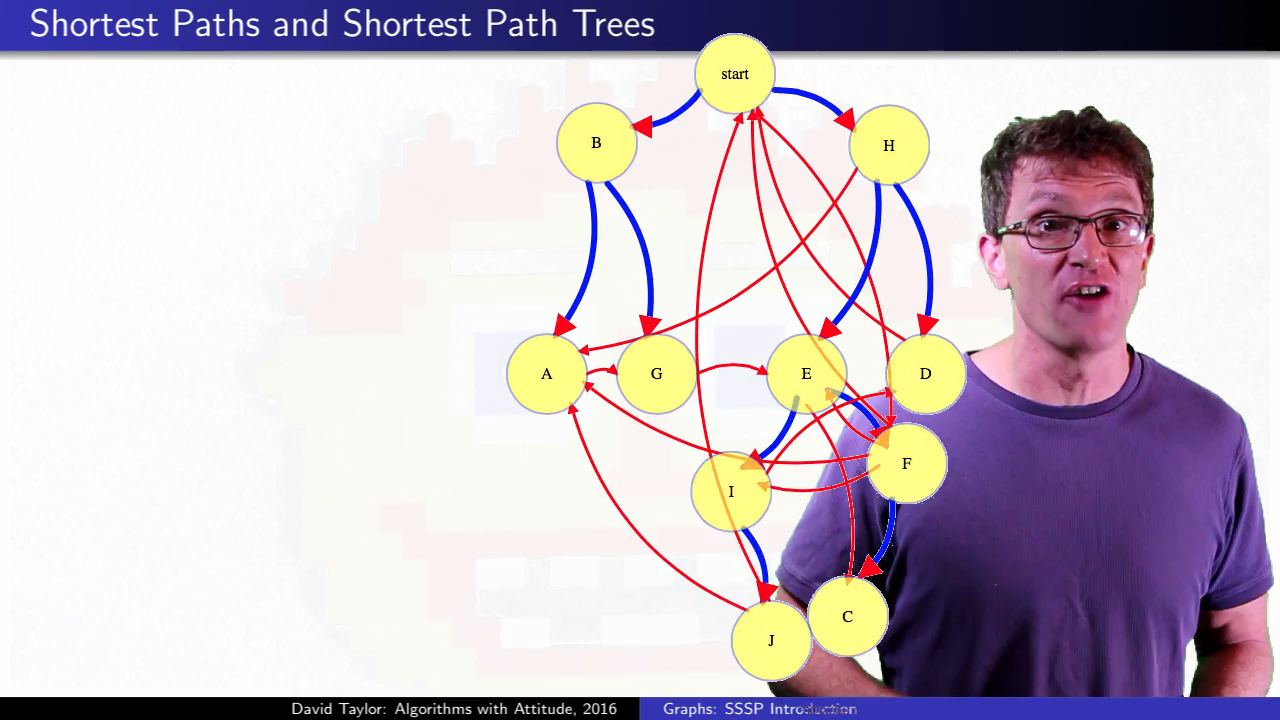 Shortest Paths and Shortest Path Trees
start
B
H
A
G
E
D
F
I
C
J
David Taylor: Algorithms with Attitude, 2016
Graphs: SSSP Introduction